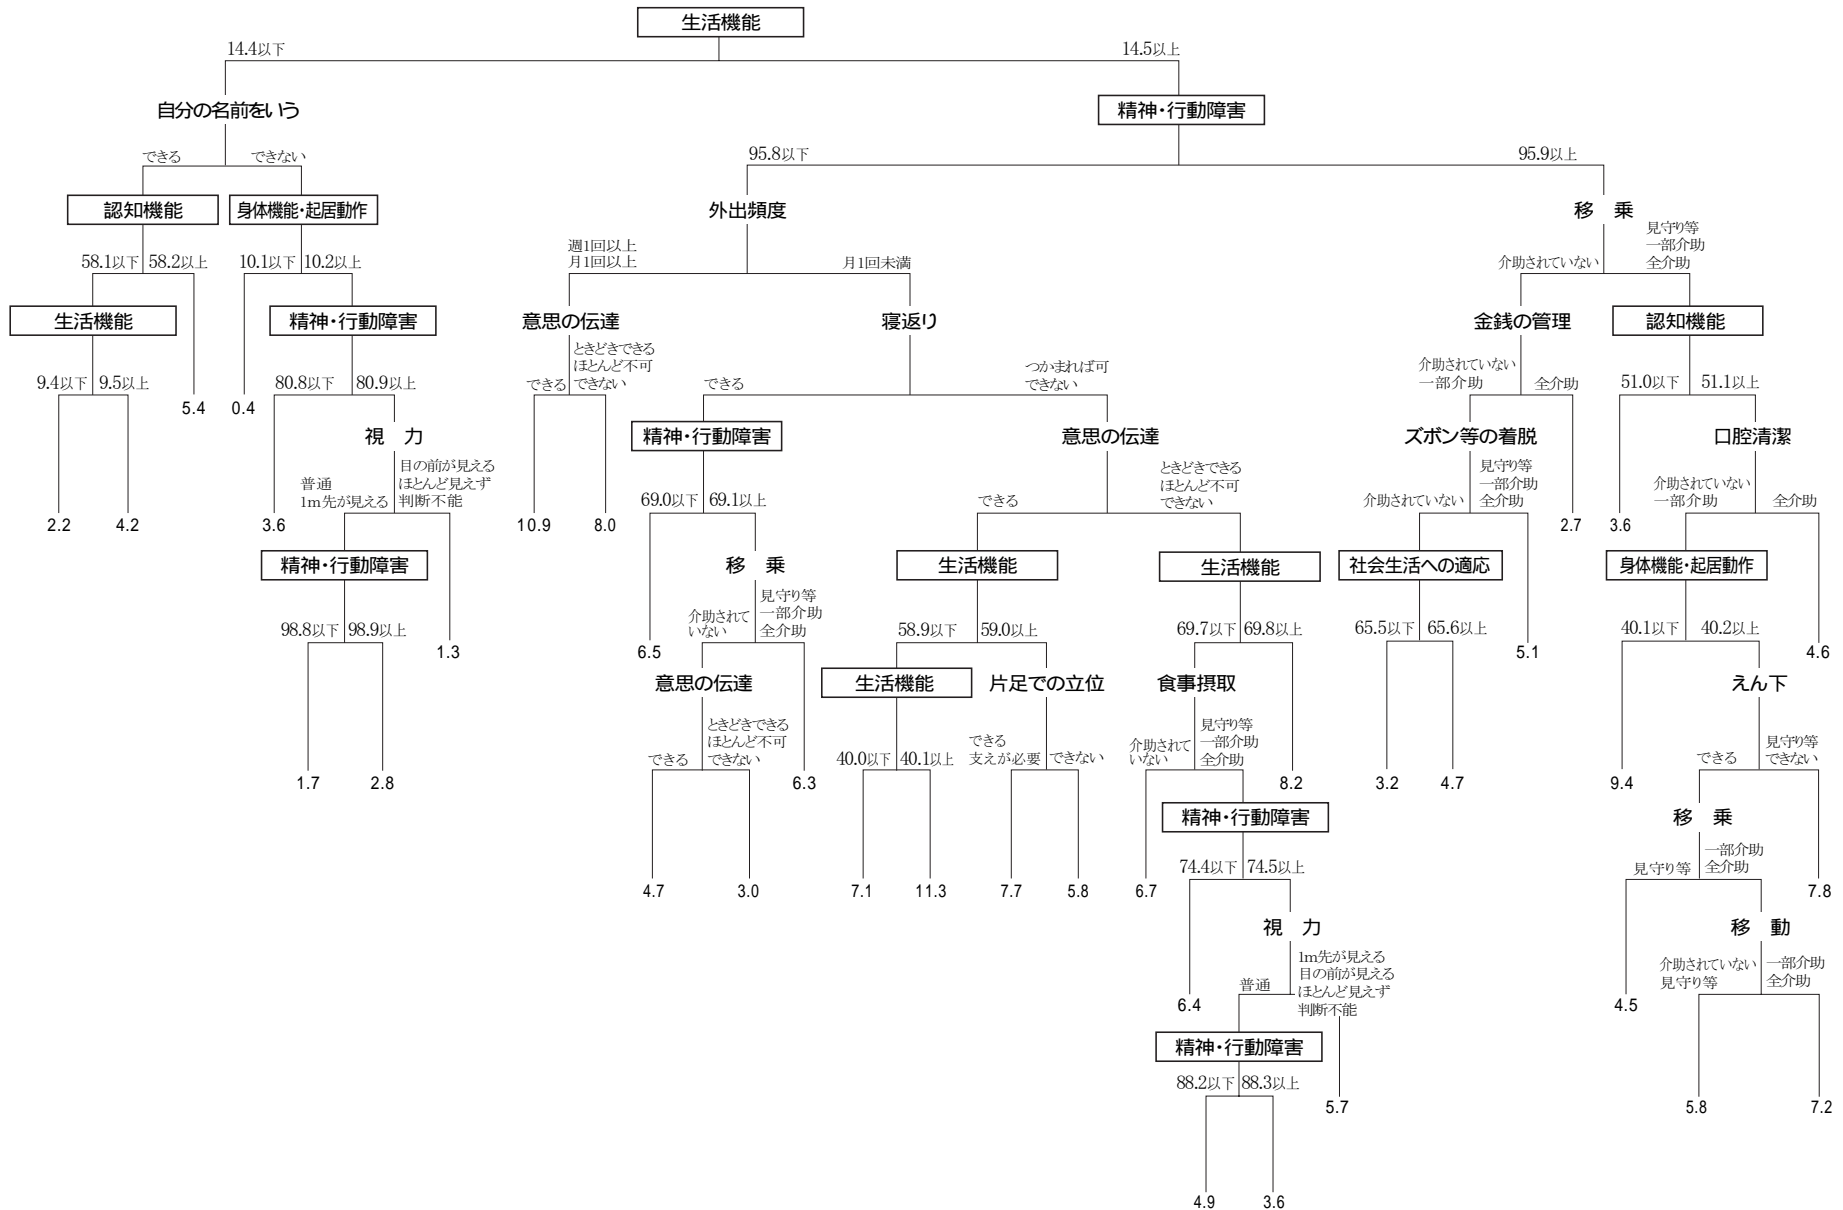 生活機能
14.4以下
14.5以上
自分の名前をいう
精神・行動障害
できる
できない
95.8以下
95.9以上
認知機能
身体機能・起居動作
外出頻度
移 乗
58.1以下
58.2以上
10.1以下
10.2以上
週1回以上
月1回以上
月1回未満
介助されていない
見守り等
一部介助
全介助
生活機能
精神・行動障害
意思の伝達
寝返り
金銭の管理
認知機能
9.4以下
9.5以上
5.4
0.4
80.8以下
80.9以上
できる
ときどきできる
ほとんど不可
できない
できる
つかまれば可
できない
介助されていない
一部介助
全介助
51.0以下
51.1以上
視 力
精神・行動障害
意思の伝達
ズボン等の着脱
口腔清潔
2.2
4.2
3.6
普通
1m先が見える
目の前が見える
ほとんど見えず
判断不能
10.9
8.0
69.0以下
69.1以上
できる
ときどきできる
ほとんど不可
できない
介助されていない
見守り等
一部介助
全介助
2.7
3.6
介助されていない
一部介助
全介助
精神・行動障害
移 乗
生活機能
生活機能
社会生活への適応
身体機能・起居動作
98.8以下
98.9以上
1.3
6.5
介助されて
いない
見守り等
一部介助
全介助
58.9以下
59.0以上
69.7以下
69.8以上
65.5以下
65.6以上
5.1
40.1以下
40.2以上
4.6
意思の伝達
生活機能
片足での立位
食事摂取
えん下
1.7
2.8
できる
ときどきできる
ほとんど不可
できない
6.3
40.0以下
40.1以上
できる
支えが必要
できない
介助されて
いない
見守り等
一部介助
全介助
8.2
3.2
4.7
9.4
できる
見守り等
できない
精神・行動障害
移 乗
4.7
3.0
7.1
11.3
7.7
5.8
6.7
74.4以下
74.5以上
見守り等
一部介助
全介助
7.8
視 力
移 動
6.4
普通
1m先が見える
目の前が見える
ほとんど見えず
判断不能
4.5
介助されていない
見守り等
一部介助
全介助
精神・行動障害
88.2以下
88.3以上
5.7
5.8
7.2
4.9
3.6